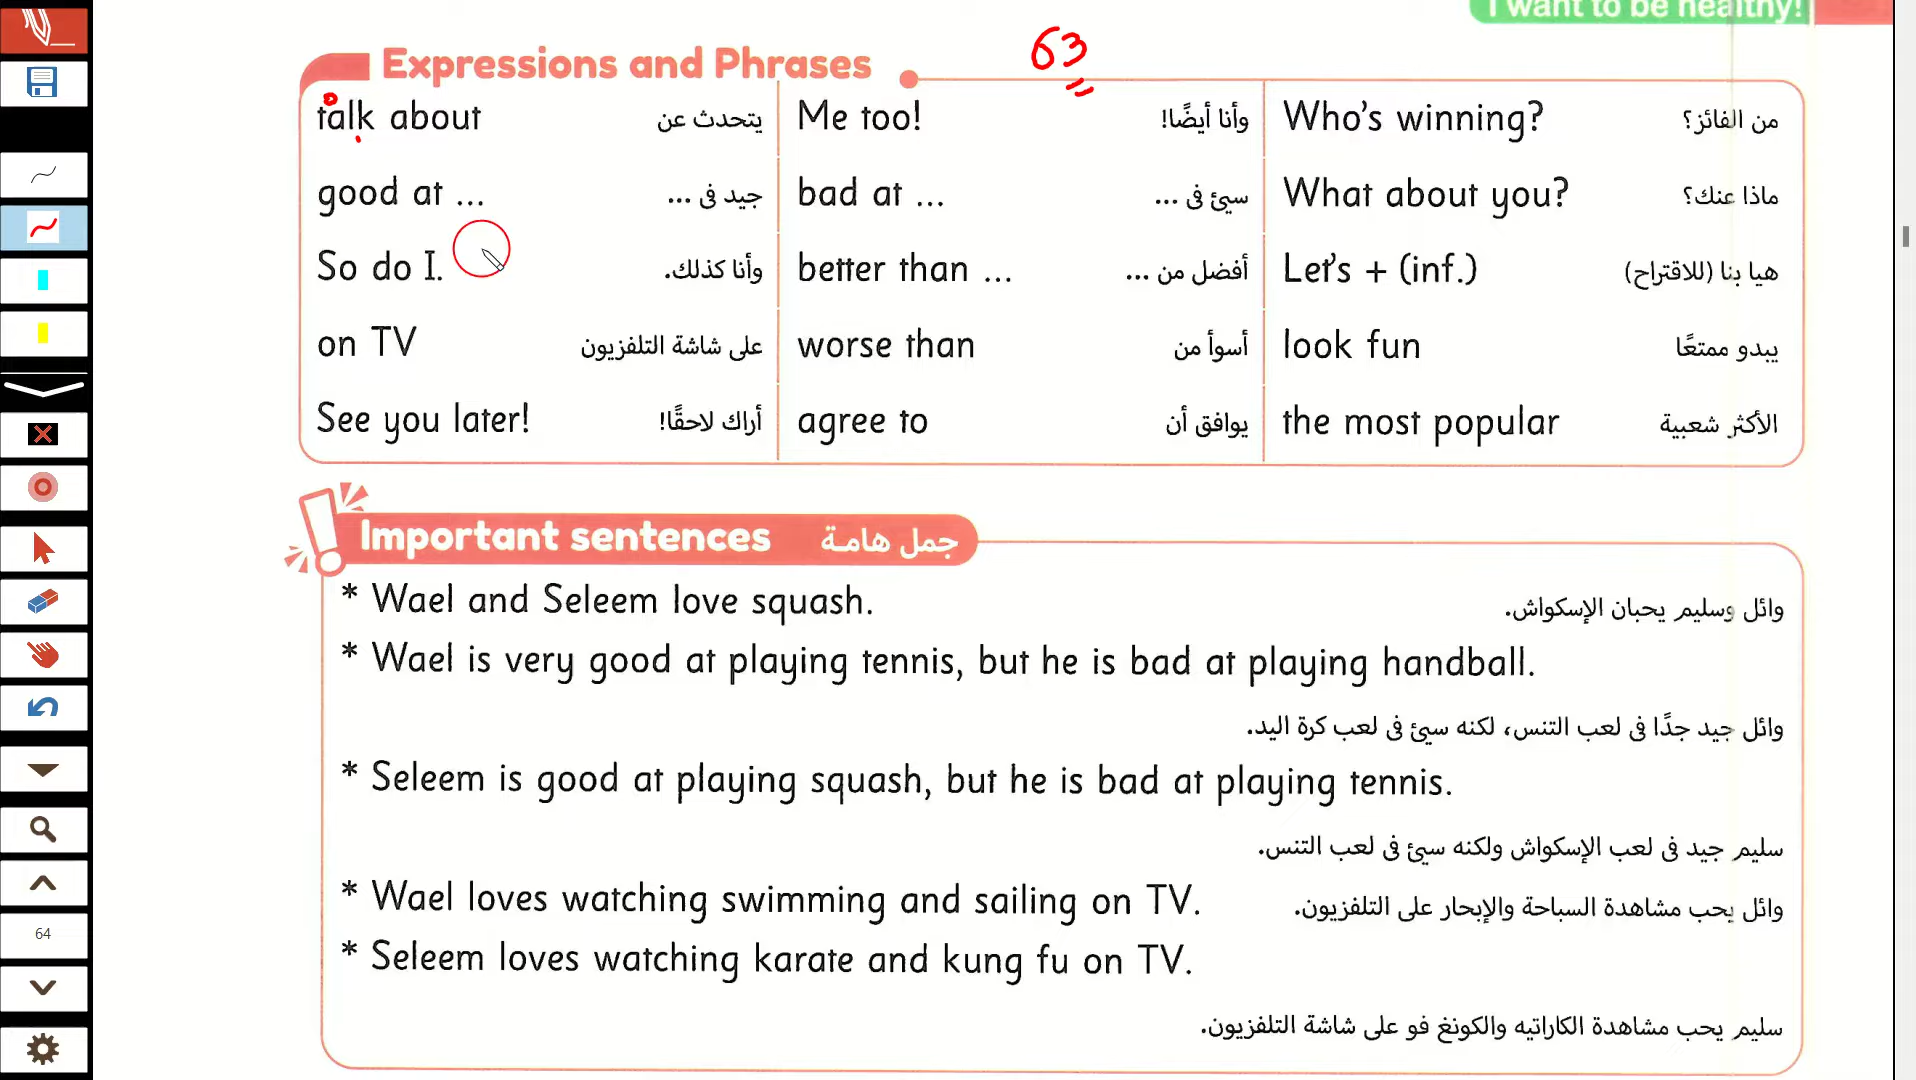 I want to be healthy!
63
Expressions and Phrases
talk about يتحدث عن Me too! وأنا أيضًا! Who's winning? من الفائز؟
good at ... جيد فى ... bad at ... سيئ فى ... What about you? ماذا عنك؟
So do I. وأنا كذلك. better than ... أفضل من ... Let's + (inf.) هيا بنا (للاقتراح)
on TV على شاشة التلفزيون worse than أسوأ من look fun يبدو ممتعًا
See you later! أراك لاحقًا! agree to يوافق أن the most popular الأكثر شعبية
Important sentences جمل هامة
* Wael and Seleem love squash. وائل وسليم يحبان الإسكواش.
* Wael is very good at playing tennis, but he is bad at playing handball.
وائل جيد جدًا فى لعب التنس، لكنه سيئ فى لعب كرة اليد.
* Seleem is good at playing squash, but he is bad at playing tennis.
سليم جيد فى لعب الإسكواش ولكنه سيئ فى لعب التنس.
* Wael loves watching swimming and sailing on TV. وائل يحب مشاهدة السباحة والإبحار على التلفزيون.
* Seleem loves watching karate and kung fu on TV.
سليم يحب مشاهدة الكاراتيه والكونغ فو على شاشة التلفزيون.
64